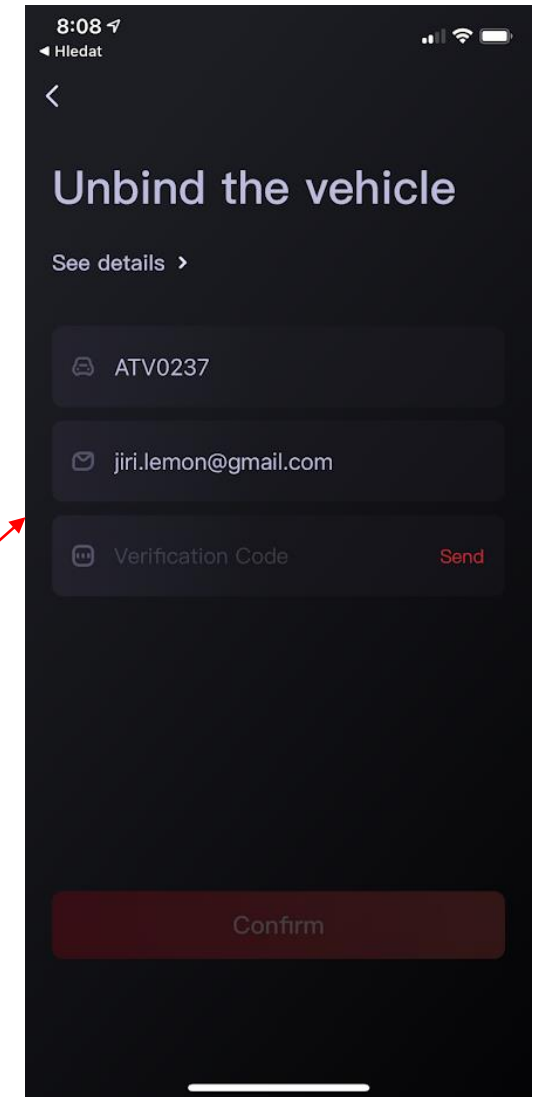 8:08
Hledat
Unbind the vehicle
See details
ATV0237
jiri.lemon@gmail.com
Verification Code Send
Confirm